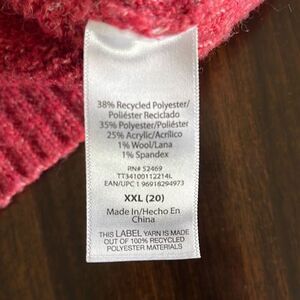 38% Recycled Polyester/
Poliéster Reciclado
35% Polyester/Poliéster
25% Acrylic/Acrílico
1% Wool/Lana
1% Spandex
RN# 52469
TT34100112214L
EAN/UPC 1 96918294973
XXL (20)
Made In/Hecho En
China
THIS LABEL YARN IS MADE
OUT OF 100% RECYCLED
POLYESTER MATERIALS